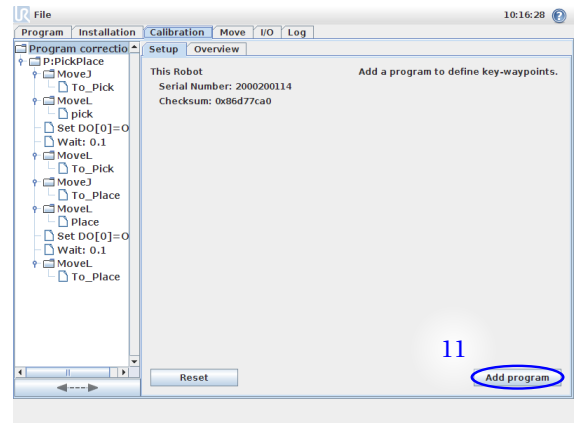 UR File 10:16:28
Program Installation Calibration Move I/O Log
Program correctio Setup Overview
P:PickPlace
MoveJ
To_Pick
MoveL
pick
Set DO[0]=O
Wait: 0.1
MoveL
To_Pick
MoveJ
To_Place
MoveL
Place
Set DO[0]=O
Wait: 0.1
MoveL
To_Place
This Robot
Serial Number: 2000200114
Checksum: 0x86d77ca0
Add a program to define key-waypoints.
11
Reset Add program